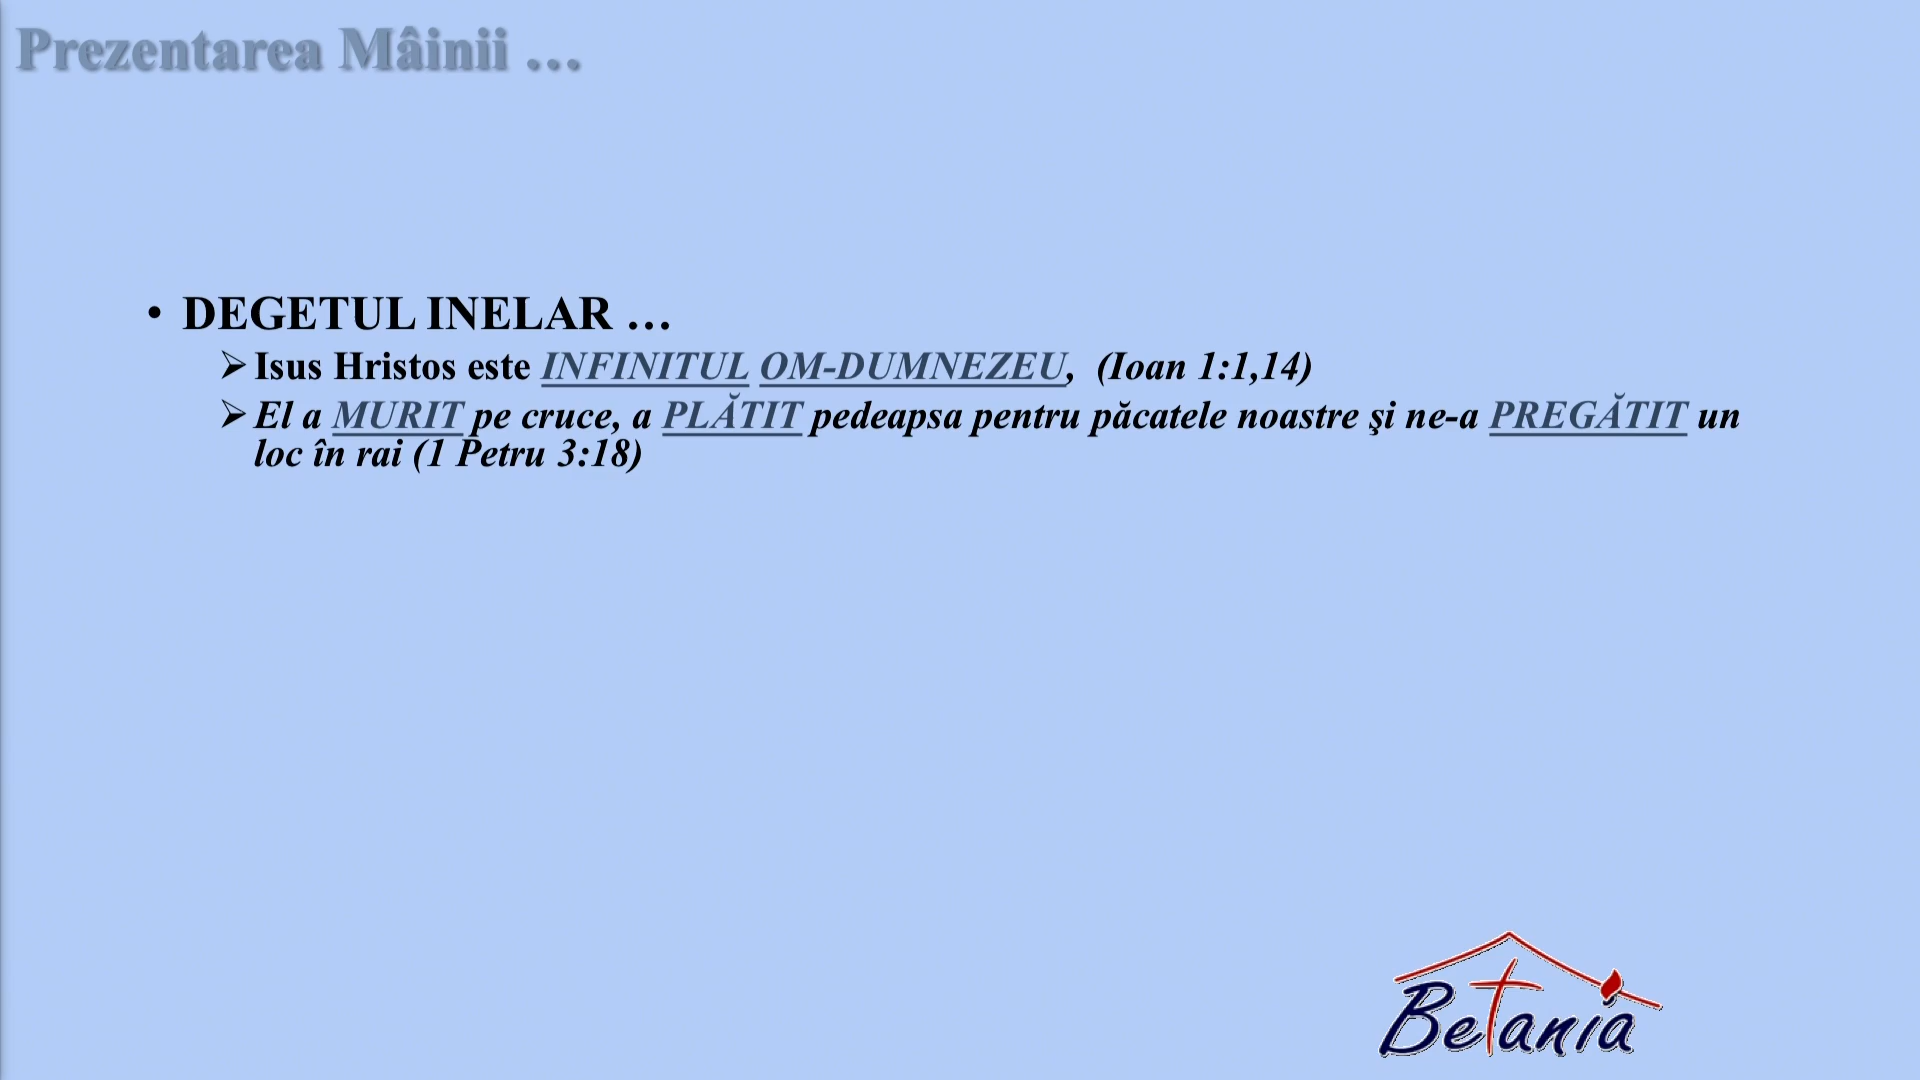 Prezentarea Mâinii …
• DEGETUL INELAR …
➢ Isus Hristos este INFINITUL OM-DUMNEZEU, (Ioan 1:1,14)
➢ El a MURIT pe cruce, a PLĂTIT pedeapsa pentru păcatele noastre şi ne-a PREGĂTIT un
loc în rai (1 Petru 3:18)
Betania